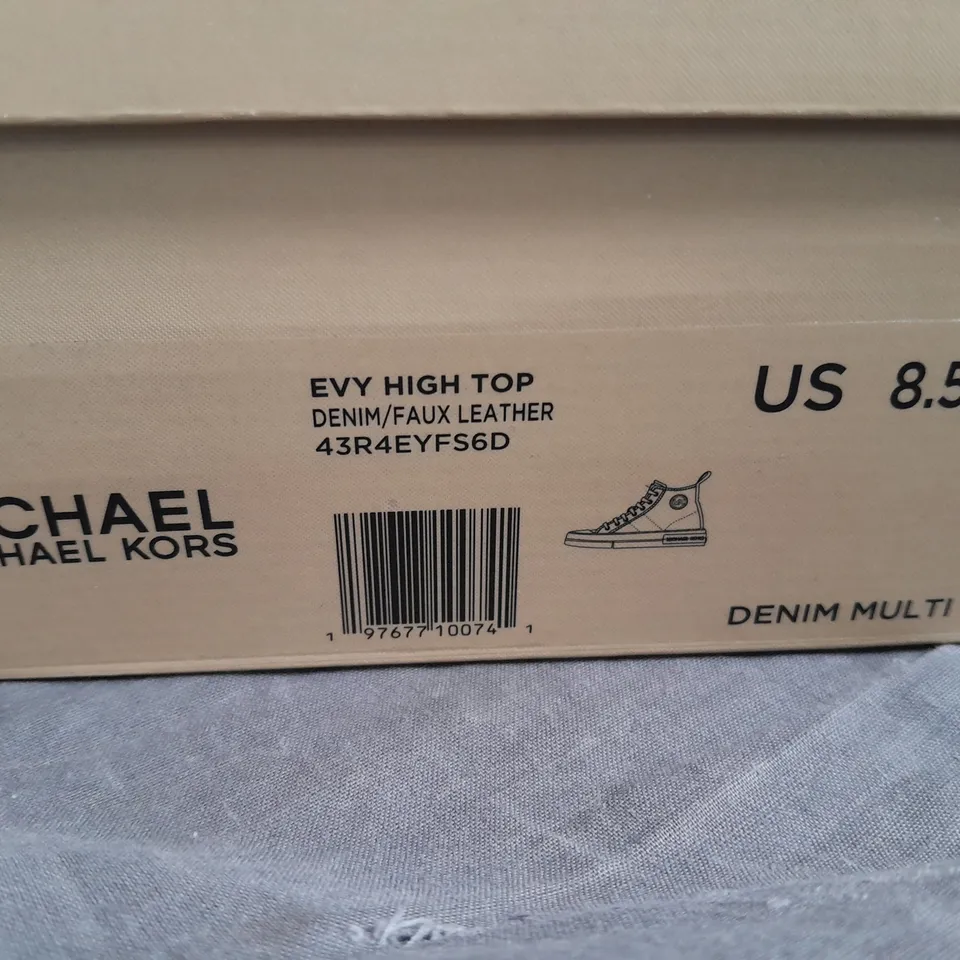 EVY HIGH TOP
DENIM/FAUX LEATHER
43R4EYFS6D
US 8.5
CHAEL
HAEL KORS
1 97677 10074 1
DENIM MULTI